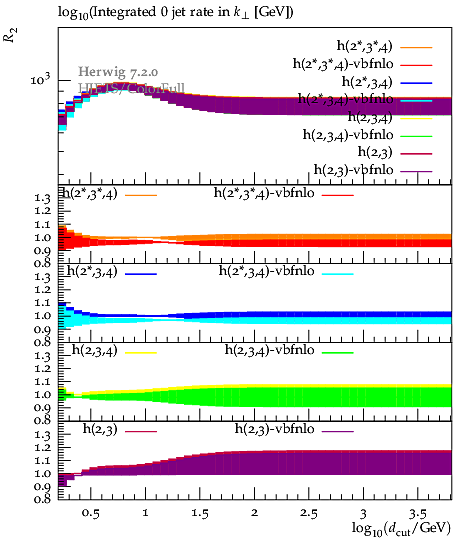 log₁₀(Integrated 0 jet rate in k⊥ [GeV])
R₂
10³
Herwig 7.2.0
HJETS/ColorFull
h(2*,3*,4)
h(2*,3*,4)-vbfnlo
h(2*,3,4)
h(2*,3,4)-vbfnlo
h(2,3,4)
h(2,3,4)-vbfnlo
h(2,3)
h(2,3)-vbfnlo
h(2*,3*,4) h(2*,3*,4)-vbfnlo
1.3
1.2
1.1
1.0
0.9
0.8
h(2*,3,4) h(2*,3,4)-vbfnlo
1.3
1.2
1.1
1.0
0.9
0.8
h(2,3,4) h(2,3,4)-vbfnlo
1.3
1.2
1.1
1.0
0.9
0.8
h(2,3) h(2,3)-vbfnlo
1.3
1.2
1.1
1.0
0.9
0.8
0.5 1 1.5 2 2.5 3 3.5
log₁₀(d_cut/GeV)